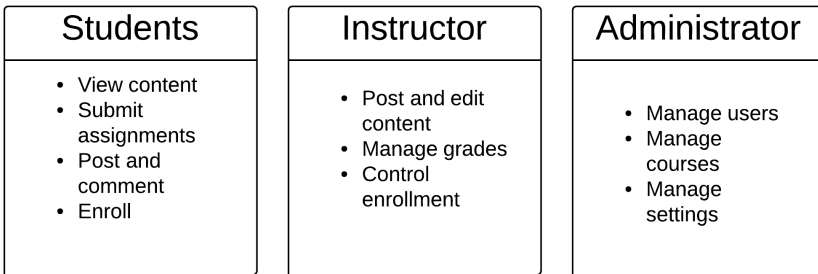 Students
• View content
• Submit
assignments
• Post and
comment
• Enroll
Instructor
• Post and edit
content
• Manage grades
• Control
enrollment
Administrator
• Manage users
• Manage
courses
• Manage
settings